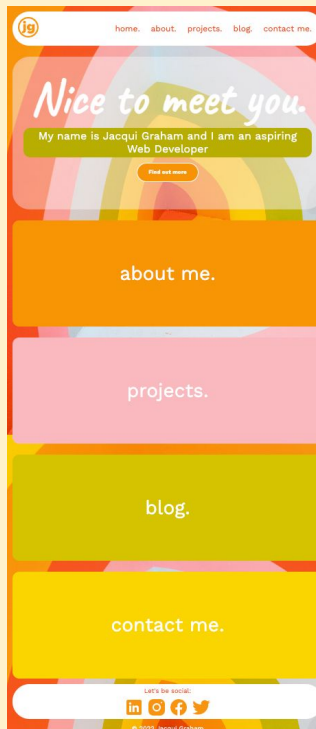 jg
home. about. projects. blog. contact me.
Nice to meet you.
My name is Jacqui Graham and I am an aspiring
Web Developer
Find out more
about me.
projects.
blog.
contact me.
Let's be social:
© 2022 Jacqui Graham